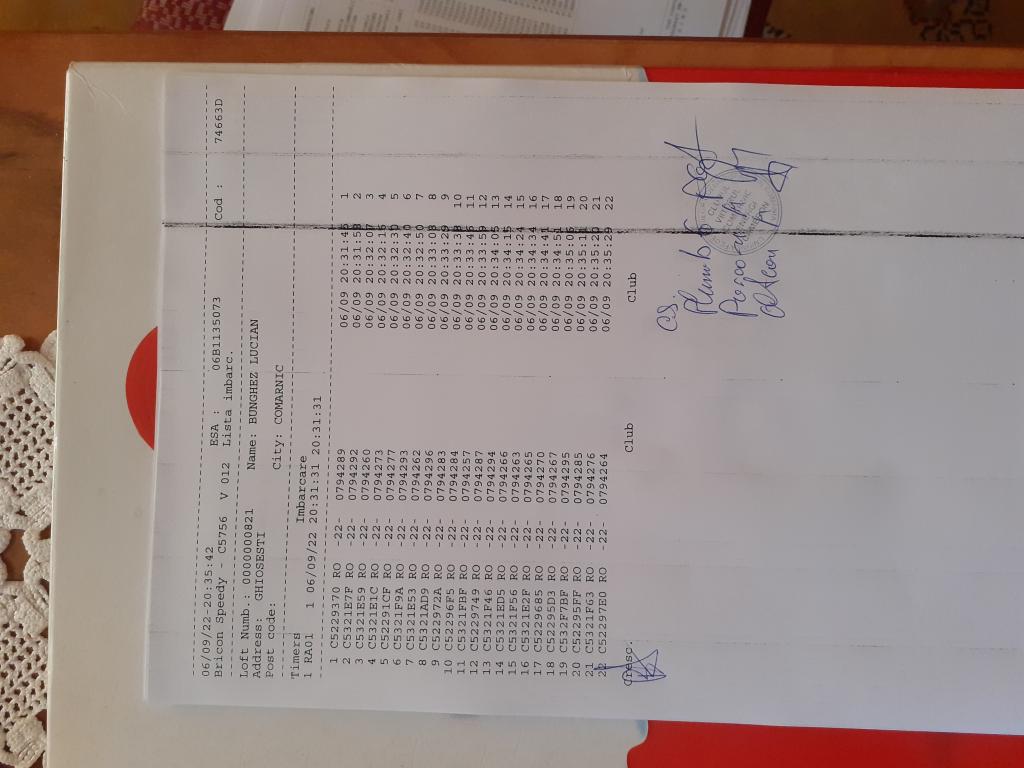 06/09/22-20:35:42 ESA : 06B1135073 Cod : 74663D
Bricon Speedy - C5756 V 012 Lista imbarc.
Loft Numb.: 0000000821 Name: BUNGHEZ LUCIAN
Address: GHIOSESTI
Post code: City: COMARNIC
Timers Imbarcare
1 RA01 1 06/09/22 20:31:31 20:31:31
1 C5229370 RO -22- 0794289 06/09 20:31:46 1
2 C5321E7F RO -22- 0794292 06/09 20:31:58 2
3 C5321E59 RO -22- 0794260 06/09 20:32:07 3
4 C5321E1C RO -22- 0794273 06/09 20:32:15 4
5 C52291CF RO -22- 0794277 06/09 20:32:30 5
6 C5321F9A RO -22- 0794293 06/09 20:32:40 6
7 C5321E53 RO -22- 0794262 06/09 20:32:50 7
8 C5321AD9 RO -22- 0794296 06/09 20:33:08 8
9 C522972A RO -22- 0794283 06/09 20:33:29 9
10 C52296F5 RO -22- 0794284 06/09 20:33:38 10
11 C5321FBF RO -22- 0794257 06/09 20:33:46 11
12 C5229749 RO -22- 0794287 06/09 20:33:59 12
13 C5321F46 RO -22- 0794294 06/09 20:34:05 13
14 C5321ED5 RO -22- 0794266 06/09 20:34:15 14
15 C5321F56 RO -22- 0794263 06/09 20:34:24 15
16 C5321E2F RO -22- 0794265 06/09 20:34:34 16
17 C5229685 RO -22- 0794270 06/09 20:34:41 17
18 C52295D3 RO -22- 0794267 06/09 20:34:51 18
19 C532F7BF RO -22- 0794295 06/09 20:35:06 19
20 C52295FF RO -22- 0794285 06/09 20:35:11 20
21 C5321F63 RO -22- 0794276 06/09 20:35:20 21
22 C52297E0 RO -22- 0794264 06/09 20:35:29 22
Cresc. Club Club
CS.